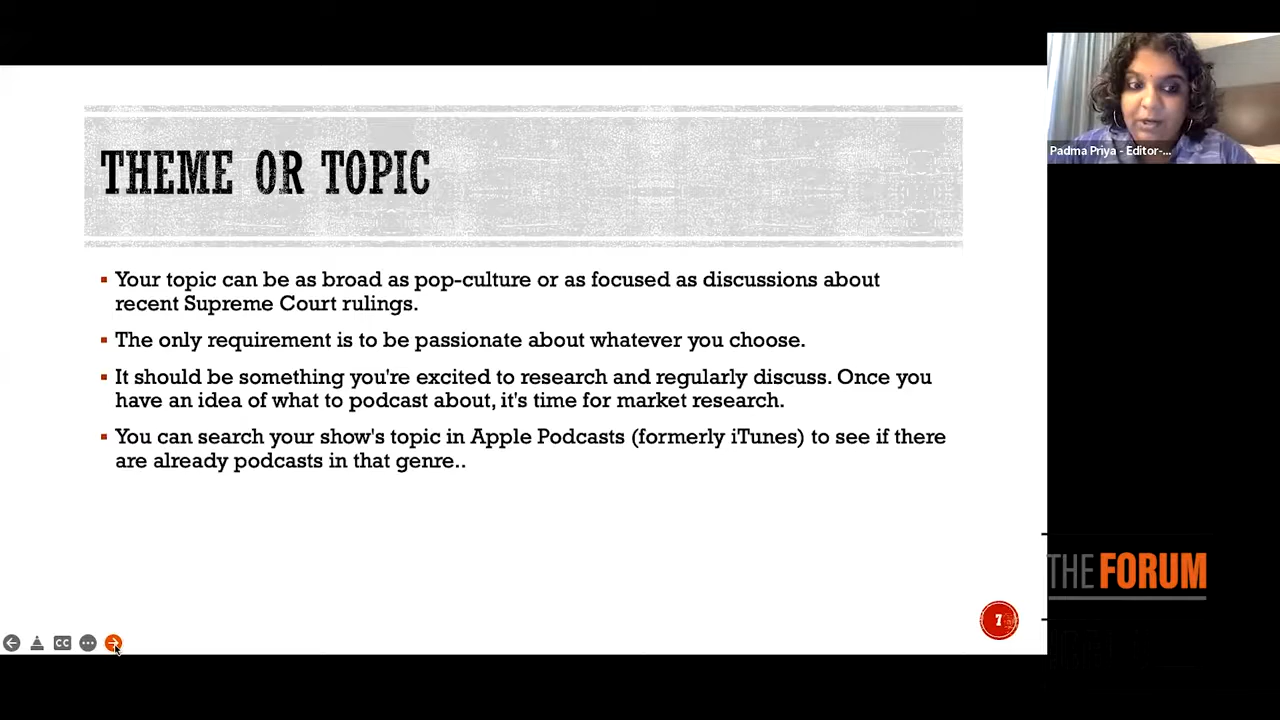 THEME OR TOPIC
Your topic can be as broad as pop-culture or as focused as discussions about
recent Supreme Court rulings.
The only requirement is to be passionate about whatever you choose.
It should be something you're excited to research and regularly discuss. Once you
have an idea of what to podcast about, it's time for market research.
You can search your show's topic in Apple Podcasts (formerly iTunes) to see if there
are already podcasts in that genre..
7
CC
Padma Priya - Editor-...
THE FORUM